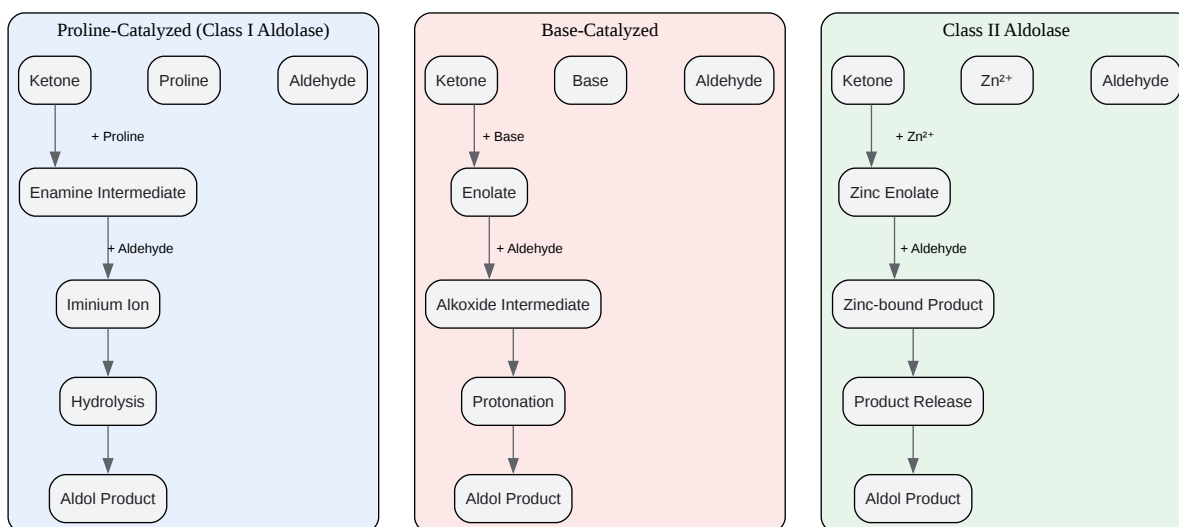 Proline-Catalyzed (Class I Aldolase)
Ketone
Proline
Aldehyde
+ Proline
Enamine Intermediate
+ Aldehyde
Iminium Ion
Hydrolysis
Aldol Product
Base-Catalyzed
Ketone
Base
Aldehyde
+ Base
Enolate
+ Aldehyde
Alkoxide Intermediate
Protonation
Aldol Product
Class II Aldolase
Ketone
Zn²⁺
Aldehyde
+ Zn²⁺
Zinc Enolate
+ Aldehyde
Zinc-bound Product
Product Release
Aldol Product